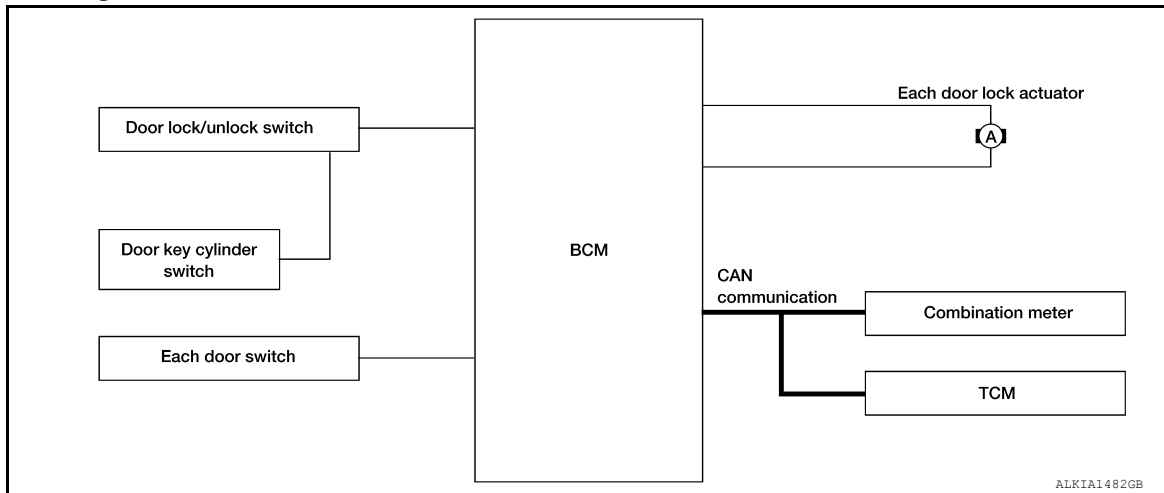 Each door lock actuator
Door lock/unlock switch
A
Door key cylinder
switch
BCM
CAN
communication
Combination meter
Each door switch
TCM
ALKIA1482GB